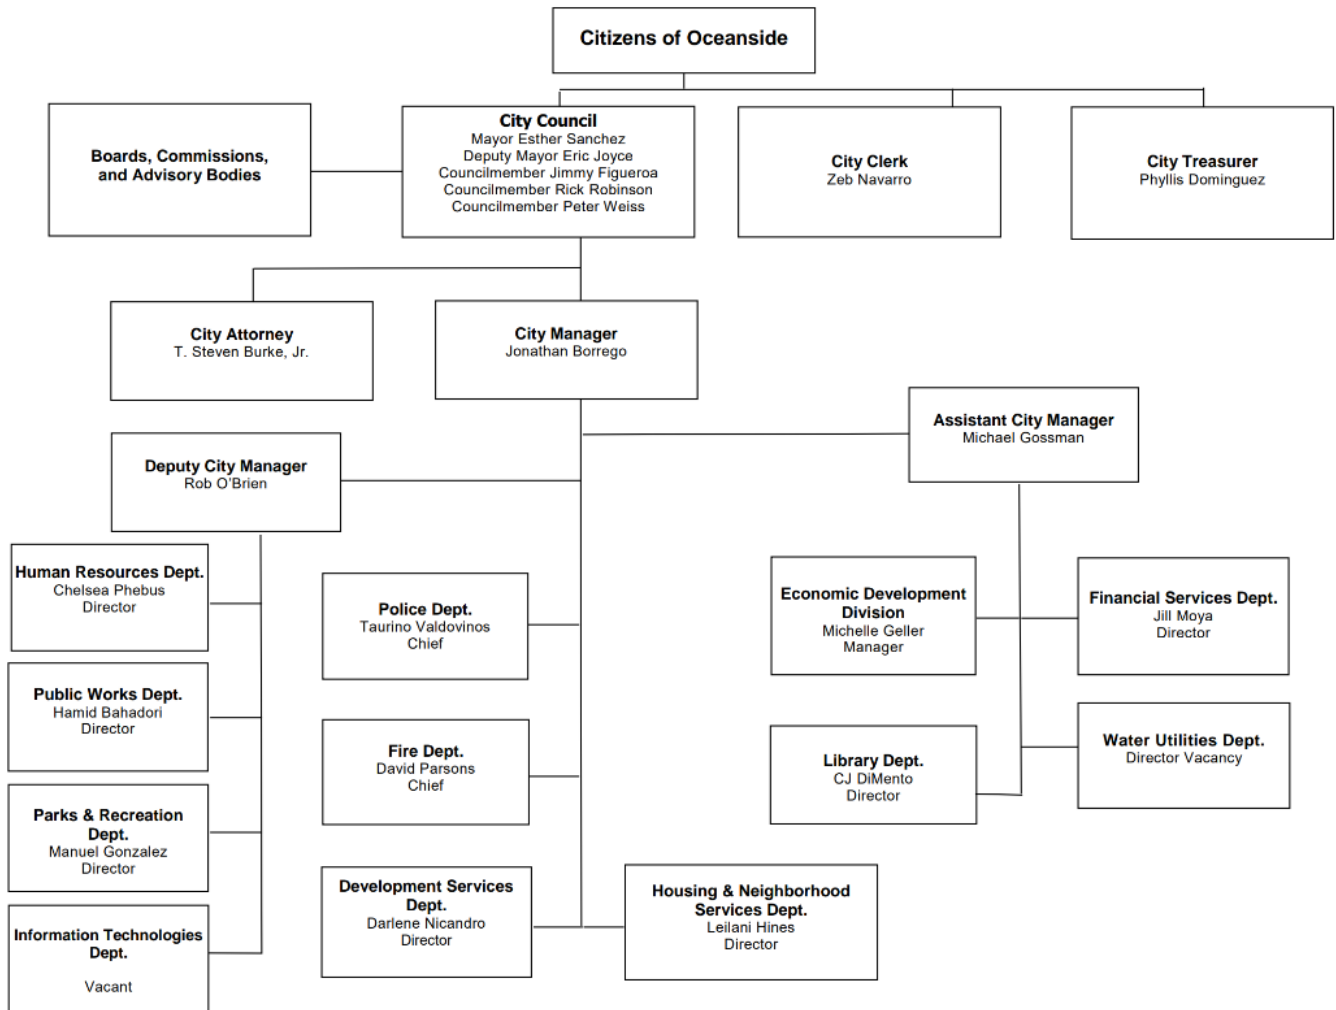 Citizens of Oceanside
Boards, Commissions,
and Advisory Bodies
City Council
Mayor Esther Sanchez
Deputy Mayor Eric Joyce
Councilmember Jimmy Figueroa
Councilmember Rick Robinson
Councilmember Peter Weiss
City Clerk
Zeb Navarro
City Treasurer
Phyllis Dominguez
City Attorney
T. Steven Burke, Jr.
City Manager
Jonathan Borrego
Assistant City Manager
Michael Gossman
Deputy City Manager
Rob O'Brien
Human Resources Dept.
Chelsea Phebus
Director
Public Works Dept.
Hamid Bahadori
Director
Parks & Recreation
Dept.
Manuel Gonzalez
Director
Information Technologies
Dept.
Vacant
Police Dept.
Taurino Valdovinos
Chief
Fire Dept.
David Parsons
Chief
Development Services
Dept.
Darlene Nicandro
Director
Housing & Neighborhood
Services Dept.
Leilani Hines
Director
Economic Development
Division
Michelle Geller
Manager
Financial Services Dept.
Jill Moya
Director
Library Dept.
CJ DiMento
Director
Water Utilities Dept.
Director Vacancy